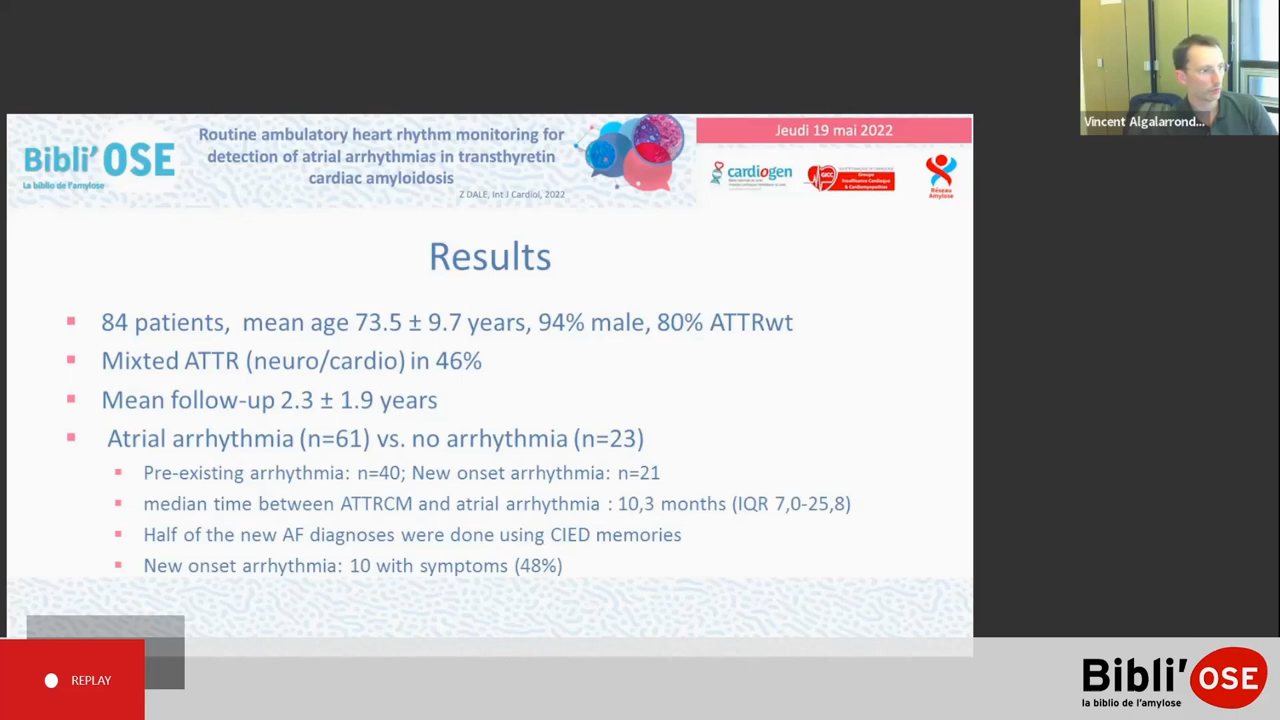 Bibli'OSE
La biblio de l'amylose
Routine ambulatory heart rhythm monitoring for
detection of atrial arrhythmias in transthyretin
cardiac amyloidosis
Z DALE, Int J Cardiol, 2022
Jeudi 19 mai 2022
cardiogen
GICC
Groupe
Insuffisance Cardiaque
& Cardiomyopathies
Réseau
Amylose
Vincent Algalarrond...
Results
84 patients, mean age 73.5 ± 9.7 years, 94% male, 80% ATTRwt
Mixted ATTR (neuro/cardio) in 46%
Mean follow-up 2.3 ± 1.9 years
Atrial arrhythmia (n=61) vs. no arrhythmia (n=23)
Pre-existing arrhythmia: n=40; New onset arrhythmia: n=21
median time between ATTRCM and atrial arrhythmia : 10,3 months (IQR 7,0-25,8)
Half of the new AF diagnoses were done using CIED memories
New onset arrhythmia: 10 with symptoms (48%)
REPLAY
Bibli'OSE
la biblio de l'amylose